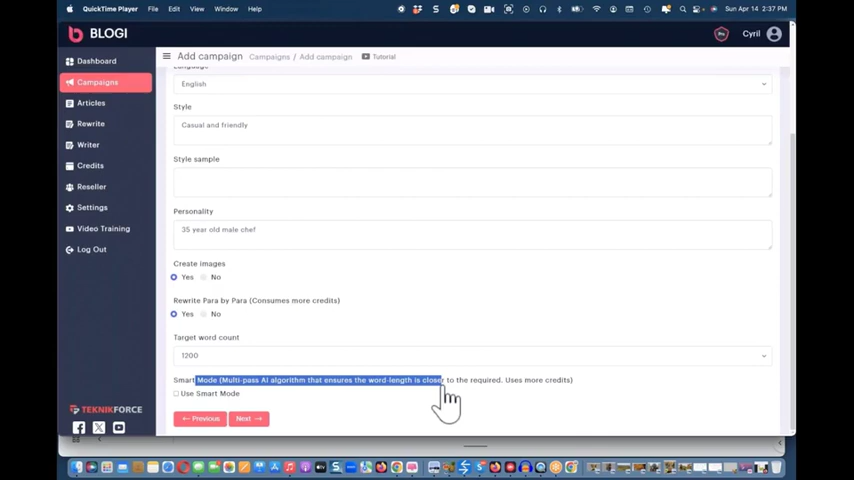 QuickTime Player File Edit View Window Help Sun Apr 14 2:37 PM
BLOGI Cyril
Add campaign Campaigns / Add campaign Tutorial
Dashboard
Campaigns
Articles
Rewrite
Writer
Credits
Reseller
Settings
Video Training
Log Out
TEKNIKFORCE
Language
English
Style
Casual and friendly
Style sample
Personality
35 year old male chef
Create images
Yes No
Rewrite Para by Para (Consumes more credits)
Yes No
Target word count
1200
Smart Mode (Multi-pass AI algorithm that ensures the word-length is closer to the required. Uses more credits)
Use Smart Mode
← Previous Next →